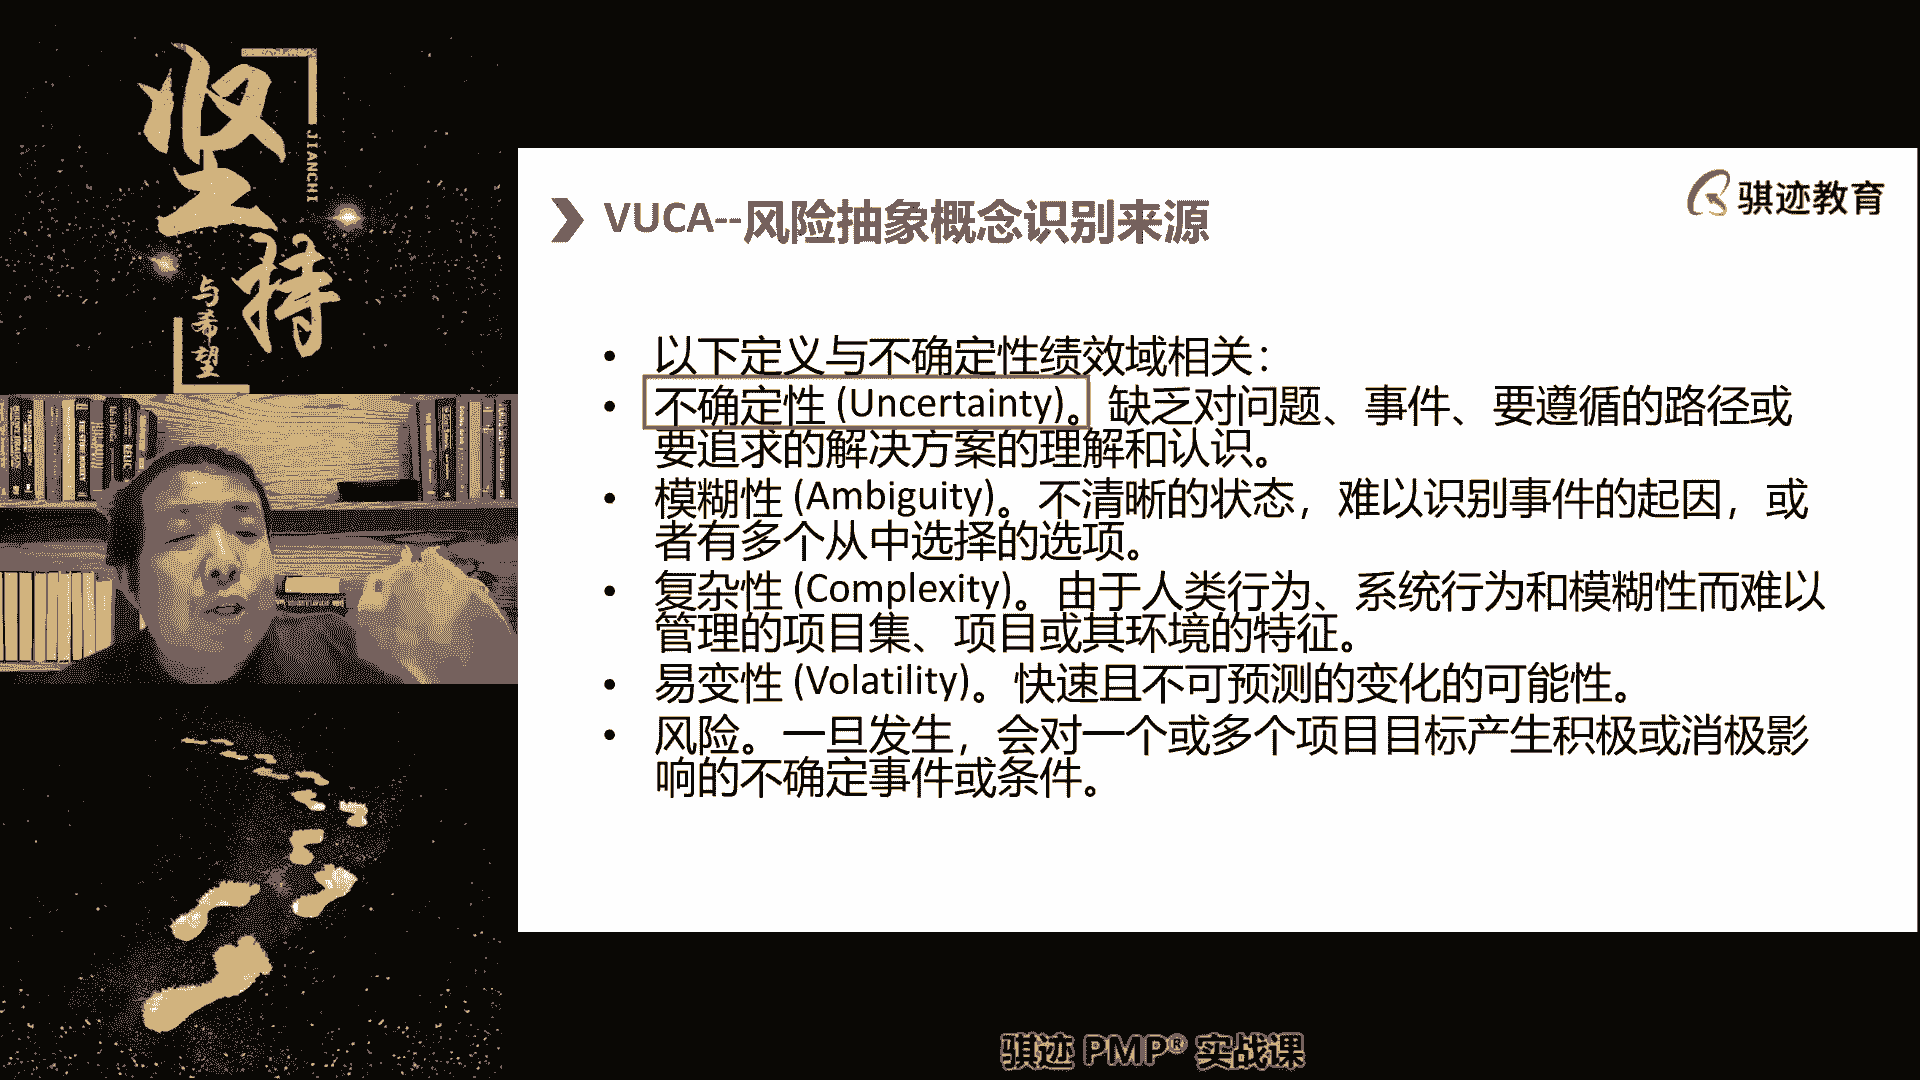 坚
持
JIANCHI
与希望
骐迹教育
VUCA--风险抽象概念识别来源
• 以下定义与不确定性绩效域相关：
• 不确定性 (Uncertainty)。缺乏对问题、事件、要遵循的路径或
要追求的解决方案的理解和认识。
• 模糊性 (Ambiguity)。不清晰的状态，难以识别事件的起因，或
者有多个从中选择的选项。
• 复杂性 (Complexity)。由于人类行为、系统行为和模糊性而难以
管理的项目集、项目或其环境的特征。
• 易变性 (Volatility)。快速且不可预测的变化的可能性。
• 风险。一旦发生，会对一个或多个项目目标产生积极或消极影
响的不确定事件或条件。
骐迹 PMP® 实战课